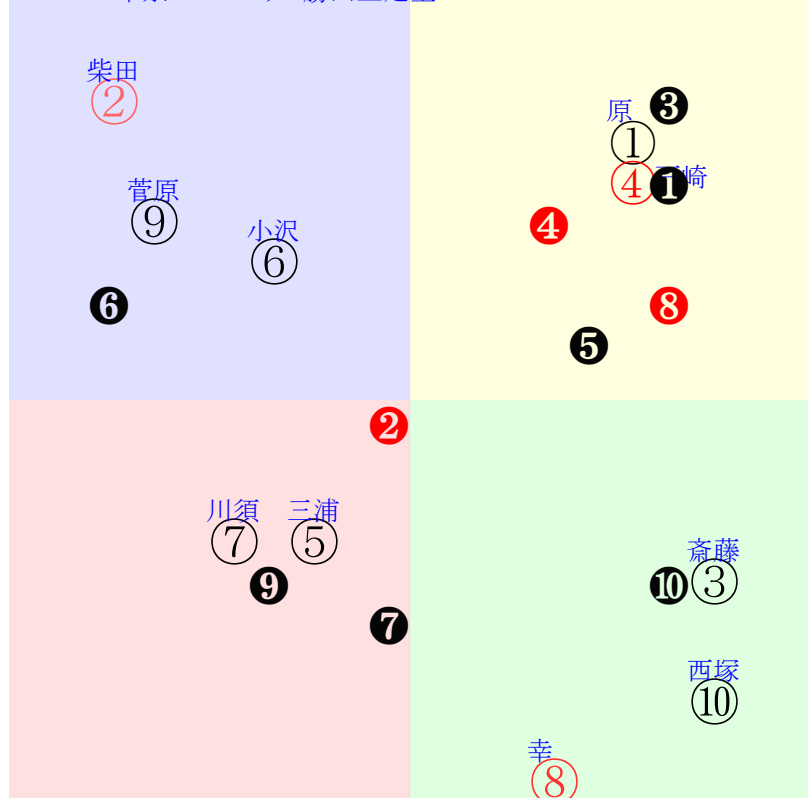 柴田
②
原
❸
①
④
❶
崎
菅原
⑨
小沢
⑥
❹
❻
❽
❺
❷
川須
⑦
三浦
⑤
❾
斎藤
③
❿
❼
西塚
⑩
幸
⑧